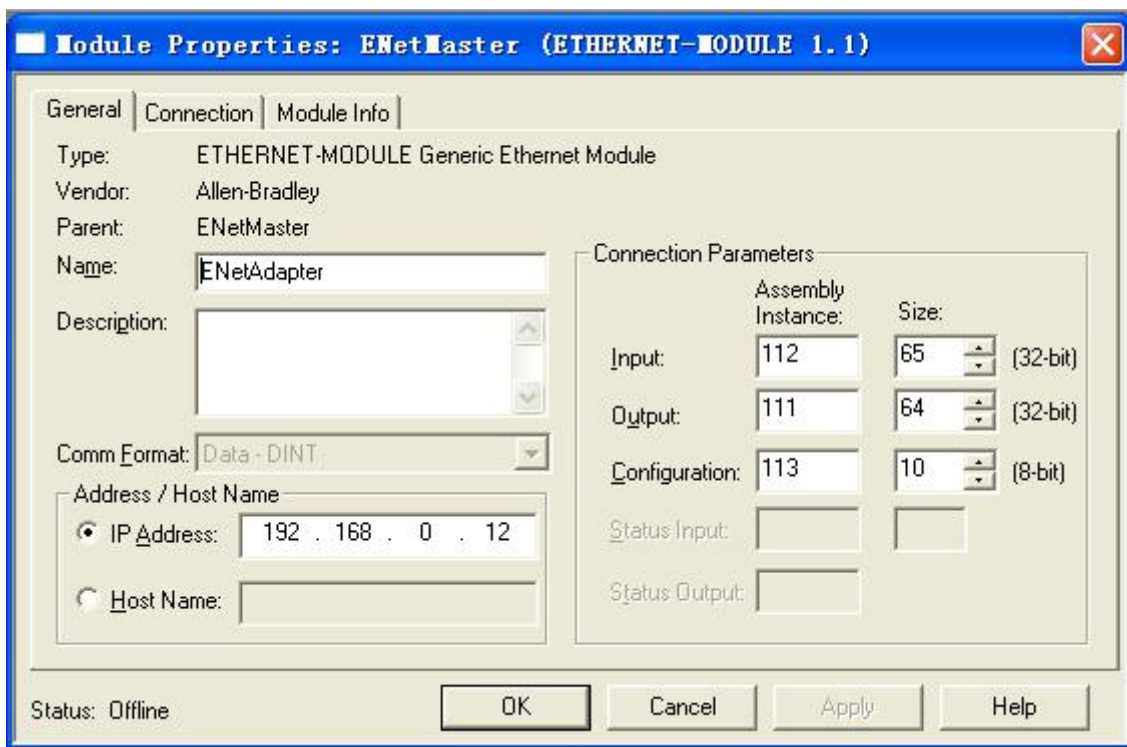 Module Properties: ENetMaster (ETHERNET-MODULE 1.1)
General
Connection
Module Info
Type: ETHERNET-MODULE Generic Ethernet Module
Vendor: Allen-Bradley
Parent: ENetMaster
Name: ENetAdapter
Description:
Comm Format: Data - DINT
Address / Host Name
IP Address: 192 . 168 . 0 . 12
Host Name:
Connection Parameters
Assembly Instance:
Size:
Input: 112 65 (32-bit)
Output: 111 64 (32-bit)
Configuration: 113 10 (8-bit)
Status Input:
Status Output:
Status: Offline
OK
Cancel
Apply
Help